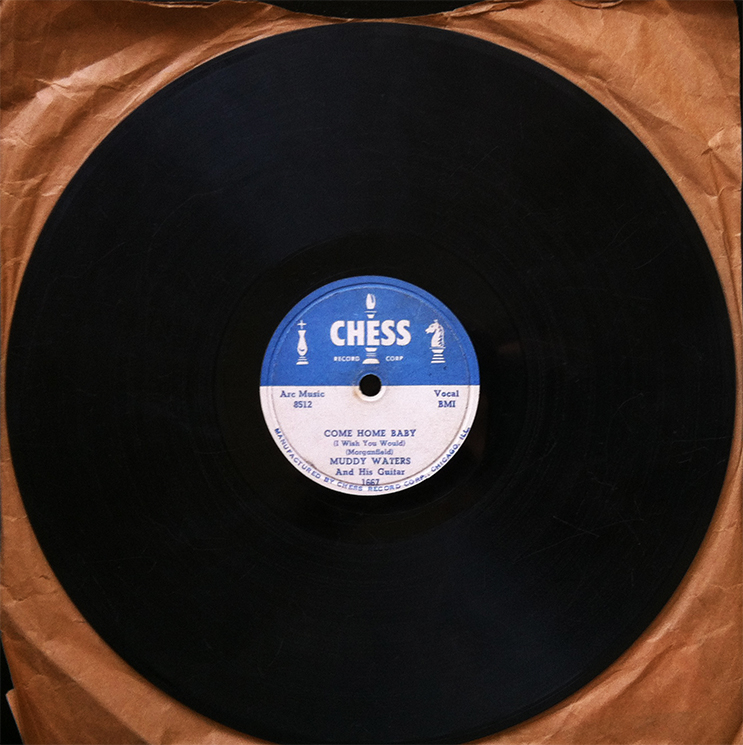 CHESS
RECORD CORP
Arc Music Vocal
8512 BMI
COME HOME BABY
(I Wish You Would)
(Morganfield)
MUDDY WATERS
And His Guitar
1667
MANUFACTURED BY CHESS RECORD CORP., CHICAGO, ILL.